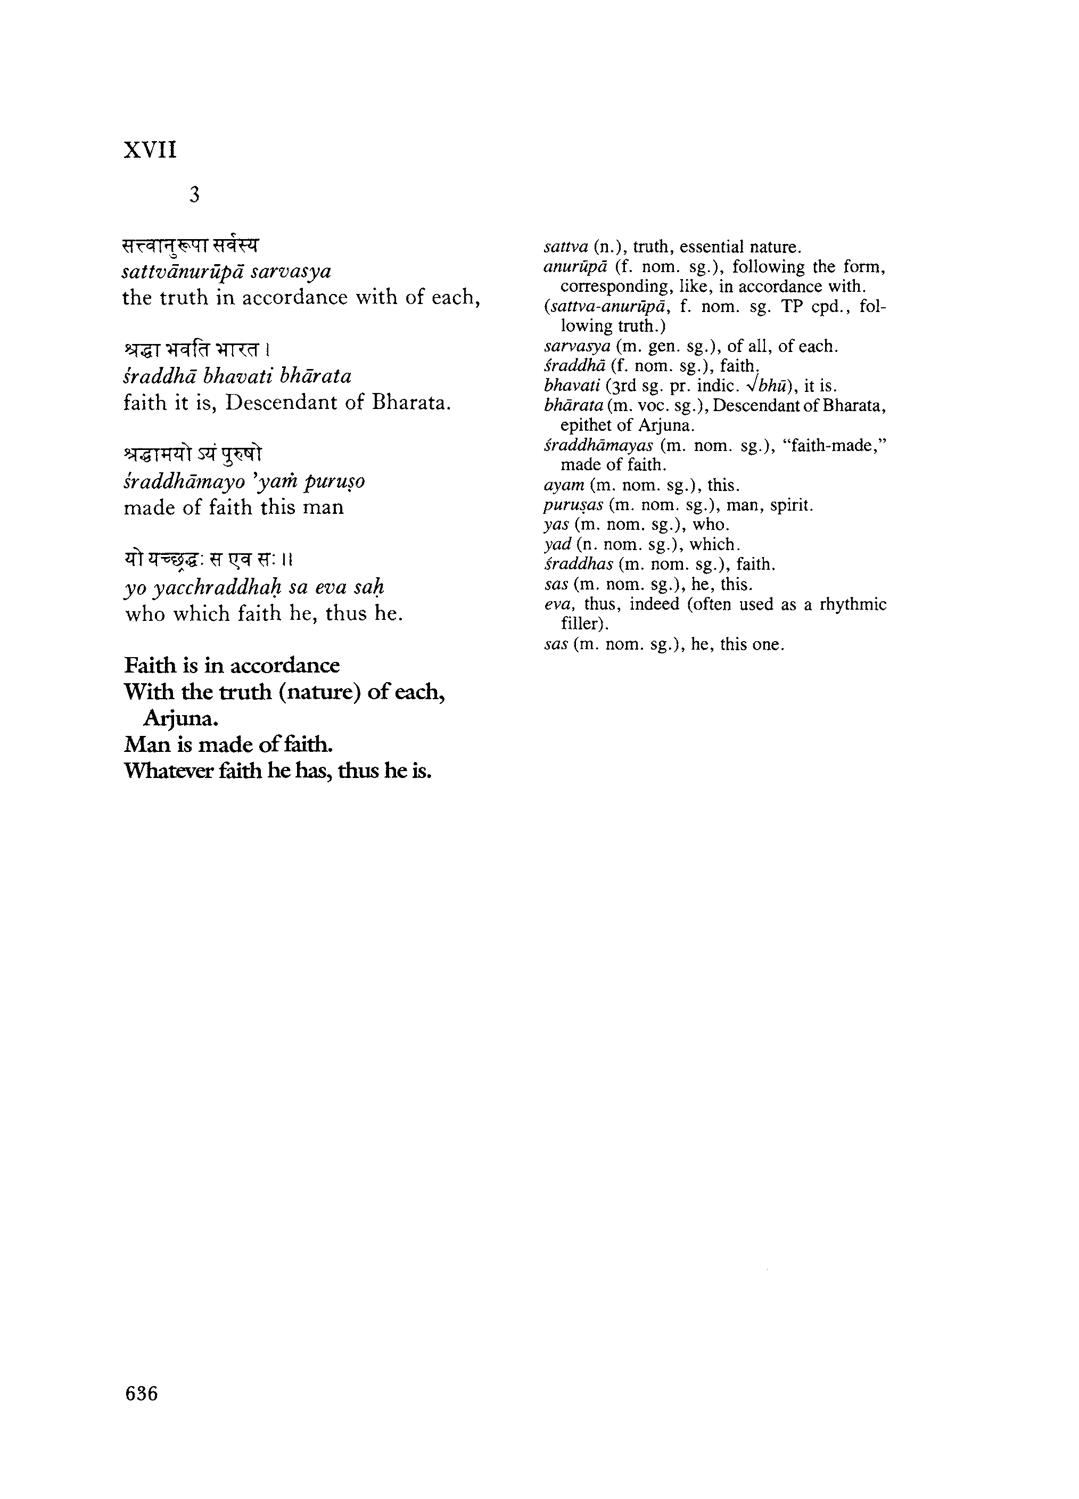 XVII
3
सत्त्वानुरूपा सर्वस्य
sattvānurūpā sarvasya
the truth in accordance with of each,
श्रद्धा भवति भारत ।
śraddhā bhavati bhārata
faith it is, Descendant of Bharata.
श्रद्धामयो ऽयं पुरुषो
śraddhāmayo 'yaṁ puruṣo
made of faith this man
यो यच्छ्रद्धः स एव सः ॥
yo yacchraddhaḥ sa eva saḥ
who which faith he, thus he.
Faith is in accordance
With the truth (nature) of each,
Arjuna.
Man is made of faith.
Whatever faith he has, thus he is.
sattva (n.), truth, essential nature.
anurūpā (f. nom. sg.), following the form,
corresponding, like, in accordance with.
(sattva-anurūpā, f. nom. sg. TP cpd., fol-
lowing truth.)
sarvasya (m. gen. sg.), of all, of each.
śraddhā (f. nom. sg.), faith.
bhavati (3rd sg. pr. indic. √bhū), it is.
bhārata (m. voc. sg.), Descendant of Bharata,
epithet of Arjuna.
śraddhāmayas (m. nom. sg.), “faith-made,”
made of faith.
ayam (m. nom. sg.), this.
puruṣas (m. nom. sg.), man, spirit.
yas (m. nom. sg.), who.
yad (n. nom. sg.), which.
śraddhas (m. nom. sg.), faith.
sas (m. nom. sg.), he, this.
eva, thus, indeed (often used as a rhythmic
filler).
sas (m. nom. sg.), he, this one.
636